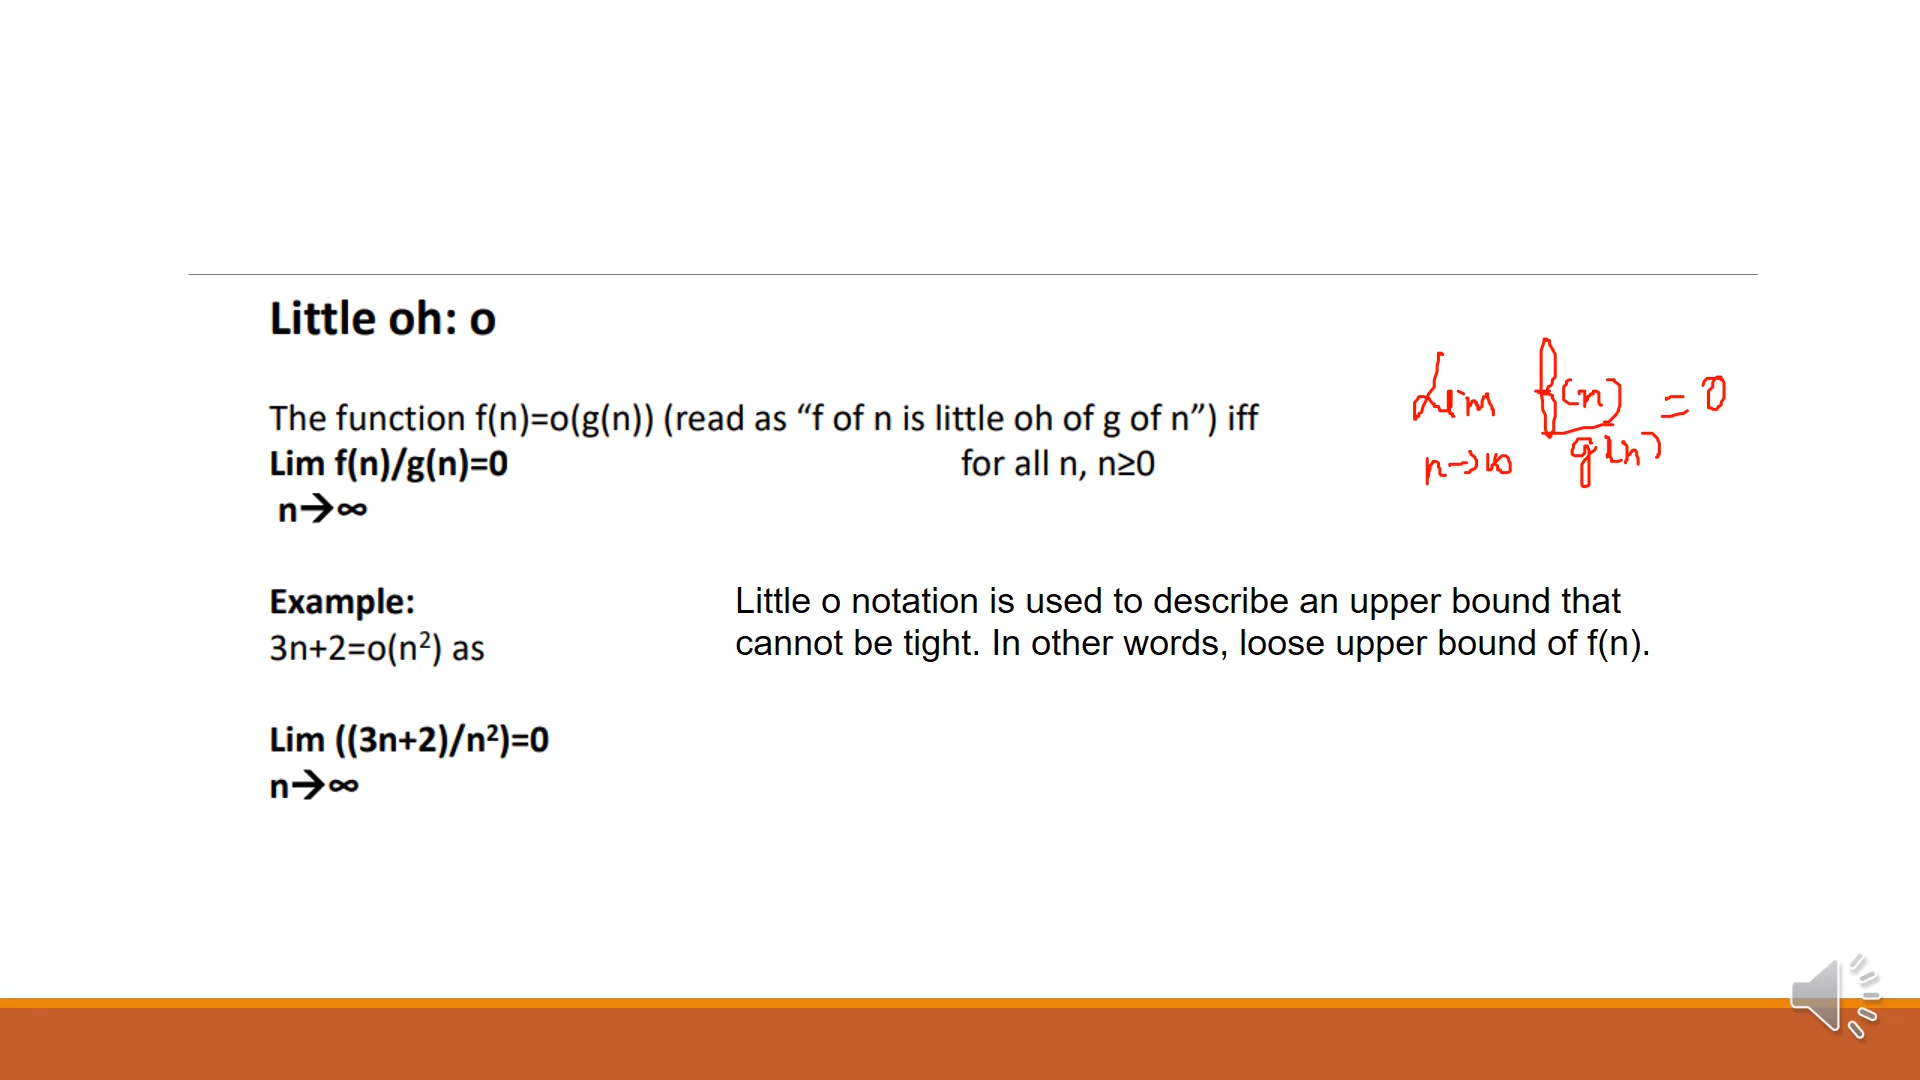 Little oh: o
The function f(n)=o(g(n)) (read as “f of n is little oh of g of n”) iff
Lim f(n)/g(n)=0 for all n, n≥0
n→∞
Lim f(n) = 0
n→∞ g(n)
Example:
3n+2=o(n²) as
Little o notation is used to describe an upper bound that
cannot be tight. In other words, loose upper bound of f(n).
Lim ((3n+2)/n²)=0
n→∞